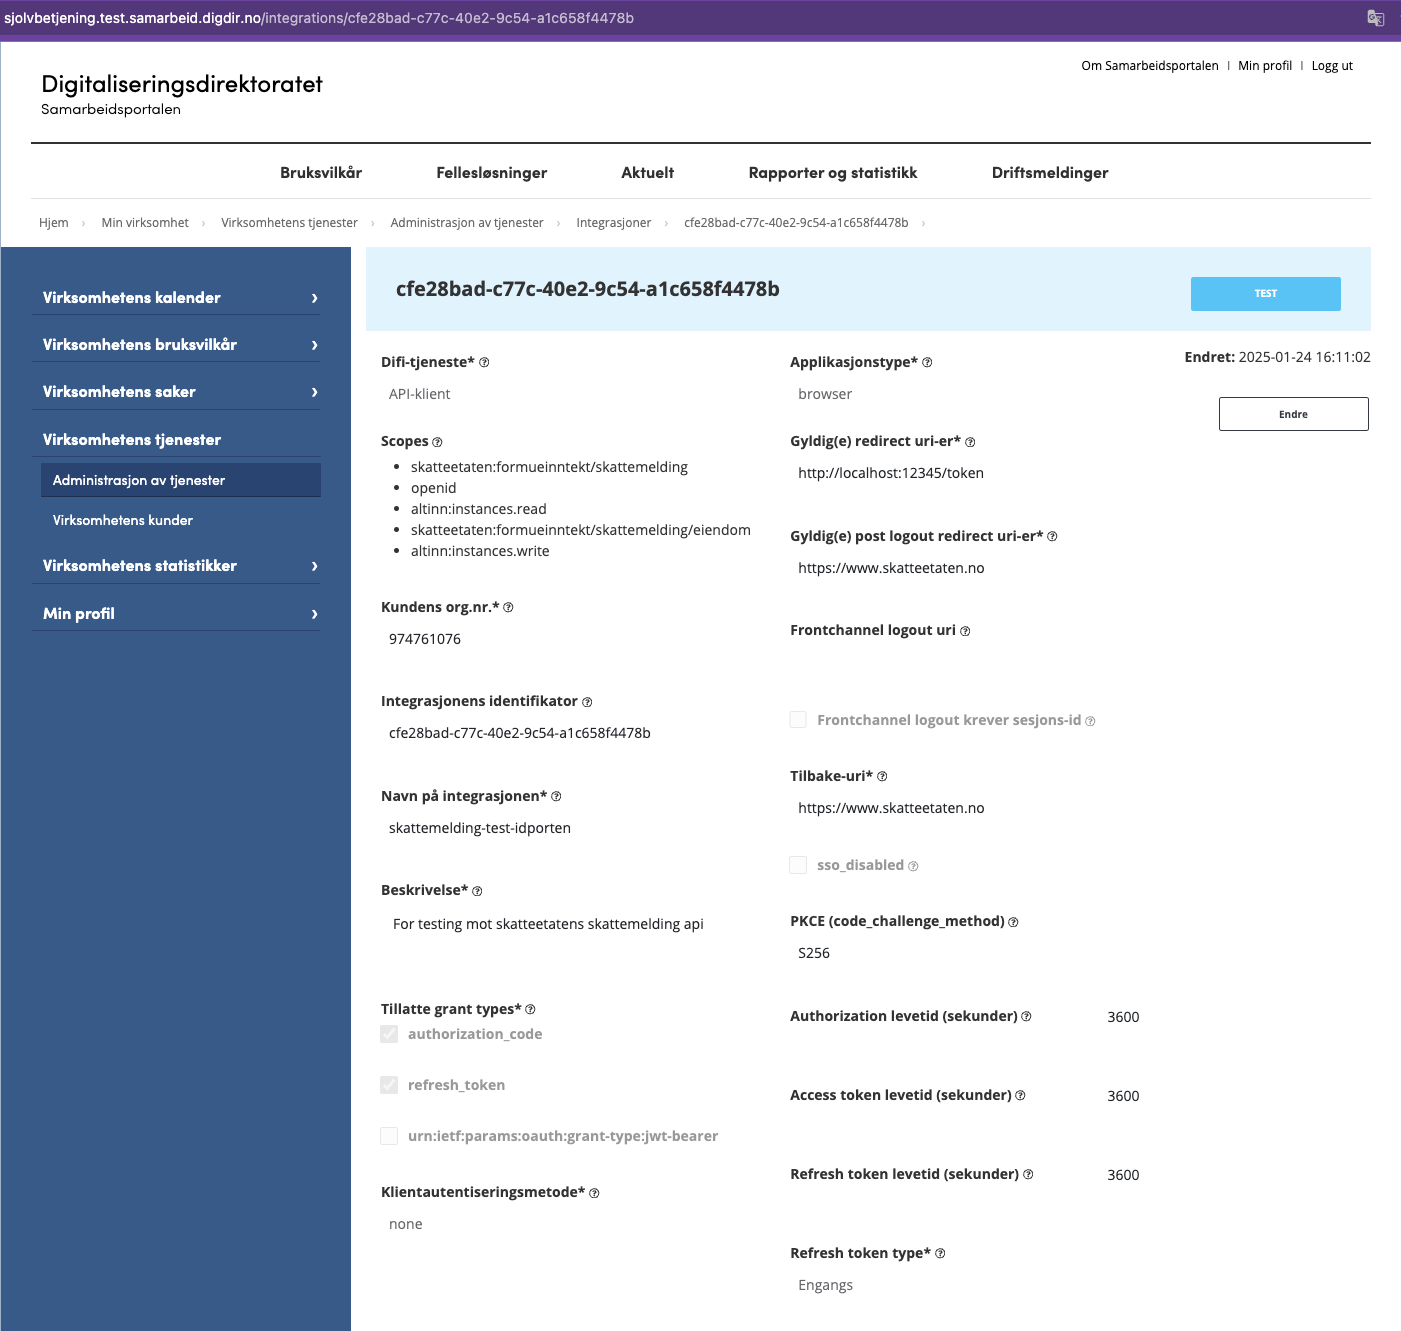 sjolvbetjening.test.samarbeid.digdir.no/integrations/cfe28bad-c77c-40e2-9c54-a1c658f4478b
Om Samarbeidsportalen | Min profil | Logg ut
Digitaliseringsdirektoratet
Samarbeidsportalen
Bruksvilkår Fellesløsninger Aktuelt Rapporter og statistikk Driftsmeldinger
Hjem › Min virksomhet › Virksomhetens tjenester › Administrasjon av tjenester › Integrasjoner › cfe28bad-c77c-40e2-9c54-a1c658f4478b ›
Virksomhetens kalender ›
Virksomhetens bruksvilkår ›
Virksomhetens saker ›
Virksomhetens tjenester
Administrasjon av tjenester
Virksomhetens kunder
Virksomhetens statistikker ›
Min profil ›
cfe28bad-c77c-40e2-9c54-a1c658f4478b
TEST
Difi-tjeneste*
API-klient
Scopes
• skatteetaten:formueinntekt/skattemelding
• openid
• altinn:instances.read
• skatteetaten:formueinntekt/skattemelding/eiendom
• altinn:instances.write
Kundens org.nr.*
974761076
Integrasjonens identifikator
cfe28bad-c77c-40e2-9c54-a1c658f4478b
Navn på integrasjonen*
skattemelding-test-idporten
Beskrivelse*
For testing mot skatteetatens skattemelding api
Tillatte grant types*
authorization_code
refresh_token
urn:ietf:params:oauth:grant-type:jwt-bearer
Klientautentiseringsmetode*
none
Applikasjonstype*
browser
Gyldig(e) redirect uri-er*
http://localhost:12345/token
Gyldig(e) post logout redirect uri-er*
https://www.skatteetaten.no
Frontchannel logout uri
Frontchannel logout krever sesjons-id
Tilbake-uri*
https://www.skatteetaten.no
sso_disabled
PKCE (code_challenge_method)
S256
Authorization levetid (sekunder) 3600
Access token levetid (sekunder) 3600
Refresh token levetid (sekunder) 3600
Refresh token type*
Engangs
Endret: 2025-01-24 16:11:02
Endre